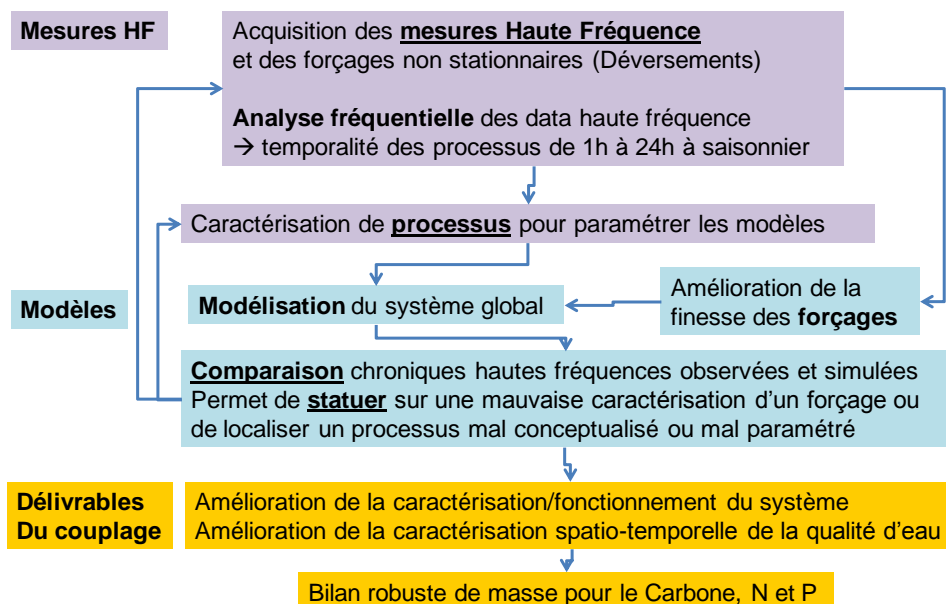 Mesures HF
Acquisition des mesures Haute Fréquence
et des forçages non stationnaires (Déversements)
Analyse fréquentielle des data haute fréquence
→ temporalité des processus de 1h à 24h à saisonnier
Caractérisation de processus pour paramétrer les modèles
Modèles
Modélisation du système global
Amélioration de la
finesse des forçages
Comparaison chroniques hautes fréquences observées et simulées
Permet de statuer sur une mauvaise caractérisation d'un forçage ou
de localiser un processus mal conceptualisé ou mal paramétré
Délivrables
Du couplage
Amélioration de la caractérisation/fonctionnement du système
Amélioration de la caractérisation spatio-temporelle de la qualité d'eau
Bilan robuste de masse pour le Carbone, N et P